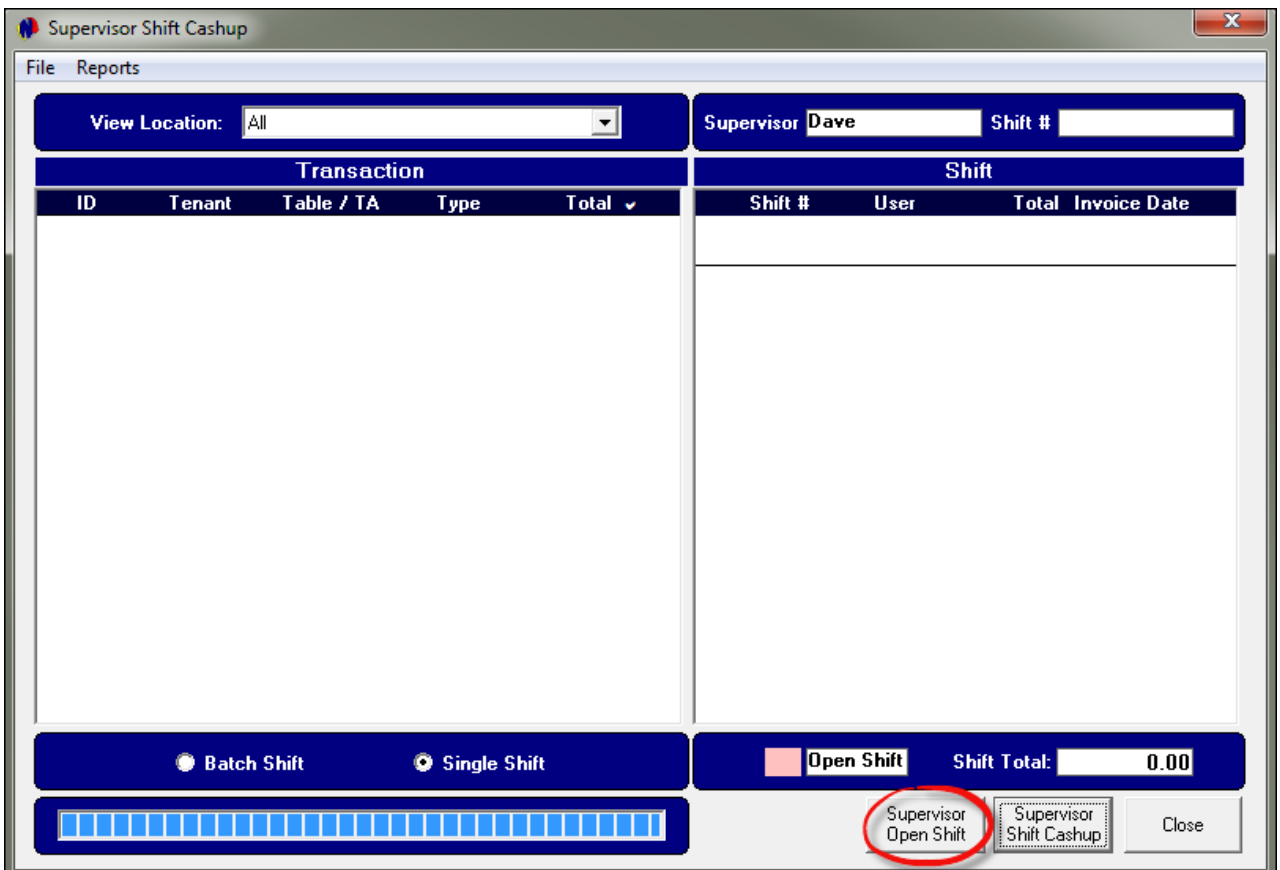 Supervisor Shift Cashup
File Reports
View Location: All
Supervisor Dave Shift #
Transaction
Shift
ID Tenant Table / TA Type Total
Shift # User Total Invoice Date
Batch Shift Single Shift
Open Shift Shift Total: 0.00
Supervisor
Open Shift
Supervisor
Shift Cashup
Close